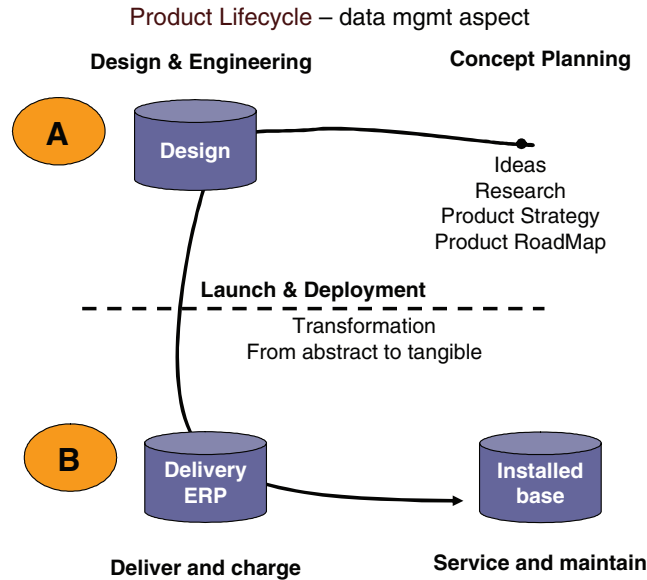 Product Lifecycle – data mgmt aspect
Design & Engineering
Concept Planning
A
Design
Ideas
Research
Product Strategy
Product RoadMap
Launch & Deployment
Transformation
From abstract to tangible
B
Delivery
ERP
Installed
base
Deliver and charge
Service and maintain